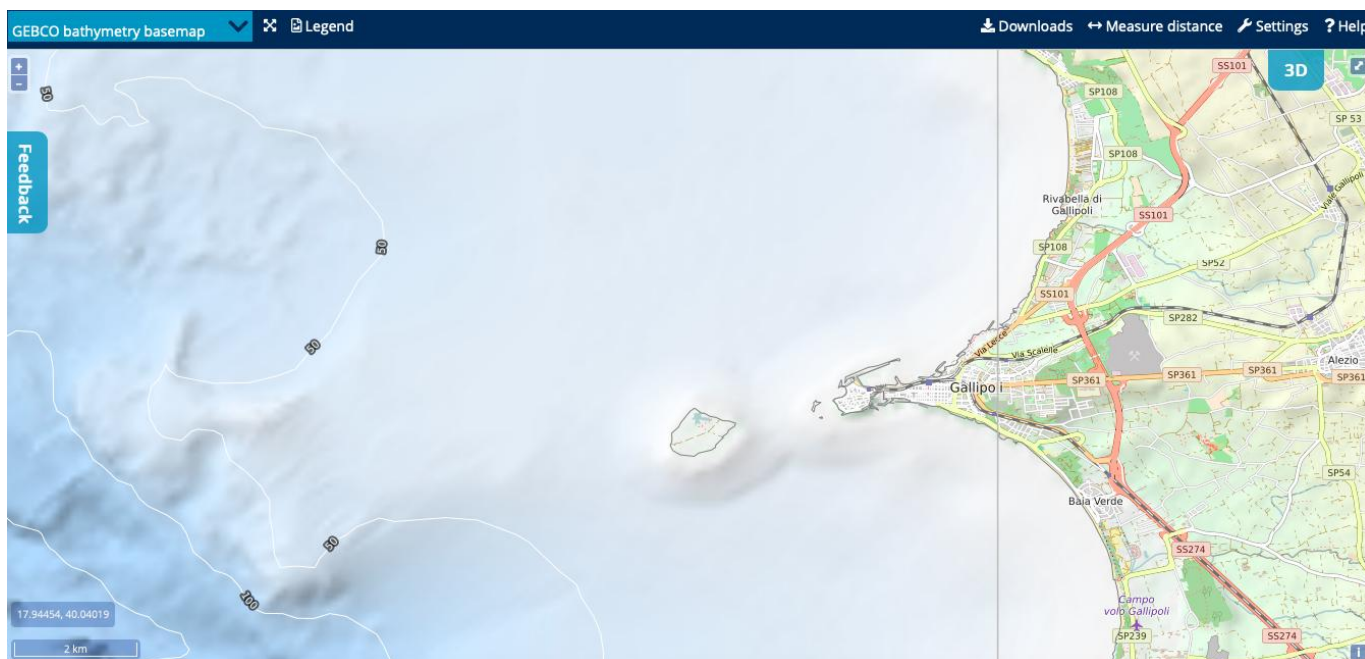 GEBCO bathymetry basemap
Legend
Downloads
Measure distance
Settings
? Help
+
-
3D
Feedback
50
SS101
SP108
SP 53
SP108
Viale Gallipoli
Rivabella di
Gallipoli
SS101
50
SP108
SP52
SS101
SP282
50
Via Lecce
Via Scalelle
Alezio
SP361
SP361
SP361
SP361
Gallipo i
SP54
Baia Verde
50
SS274
100
17.94454, 40.04019
Campo
volo Gallipoli
SP239
SS274
2 km
i